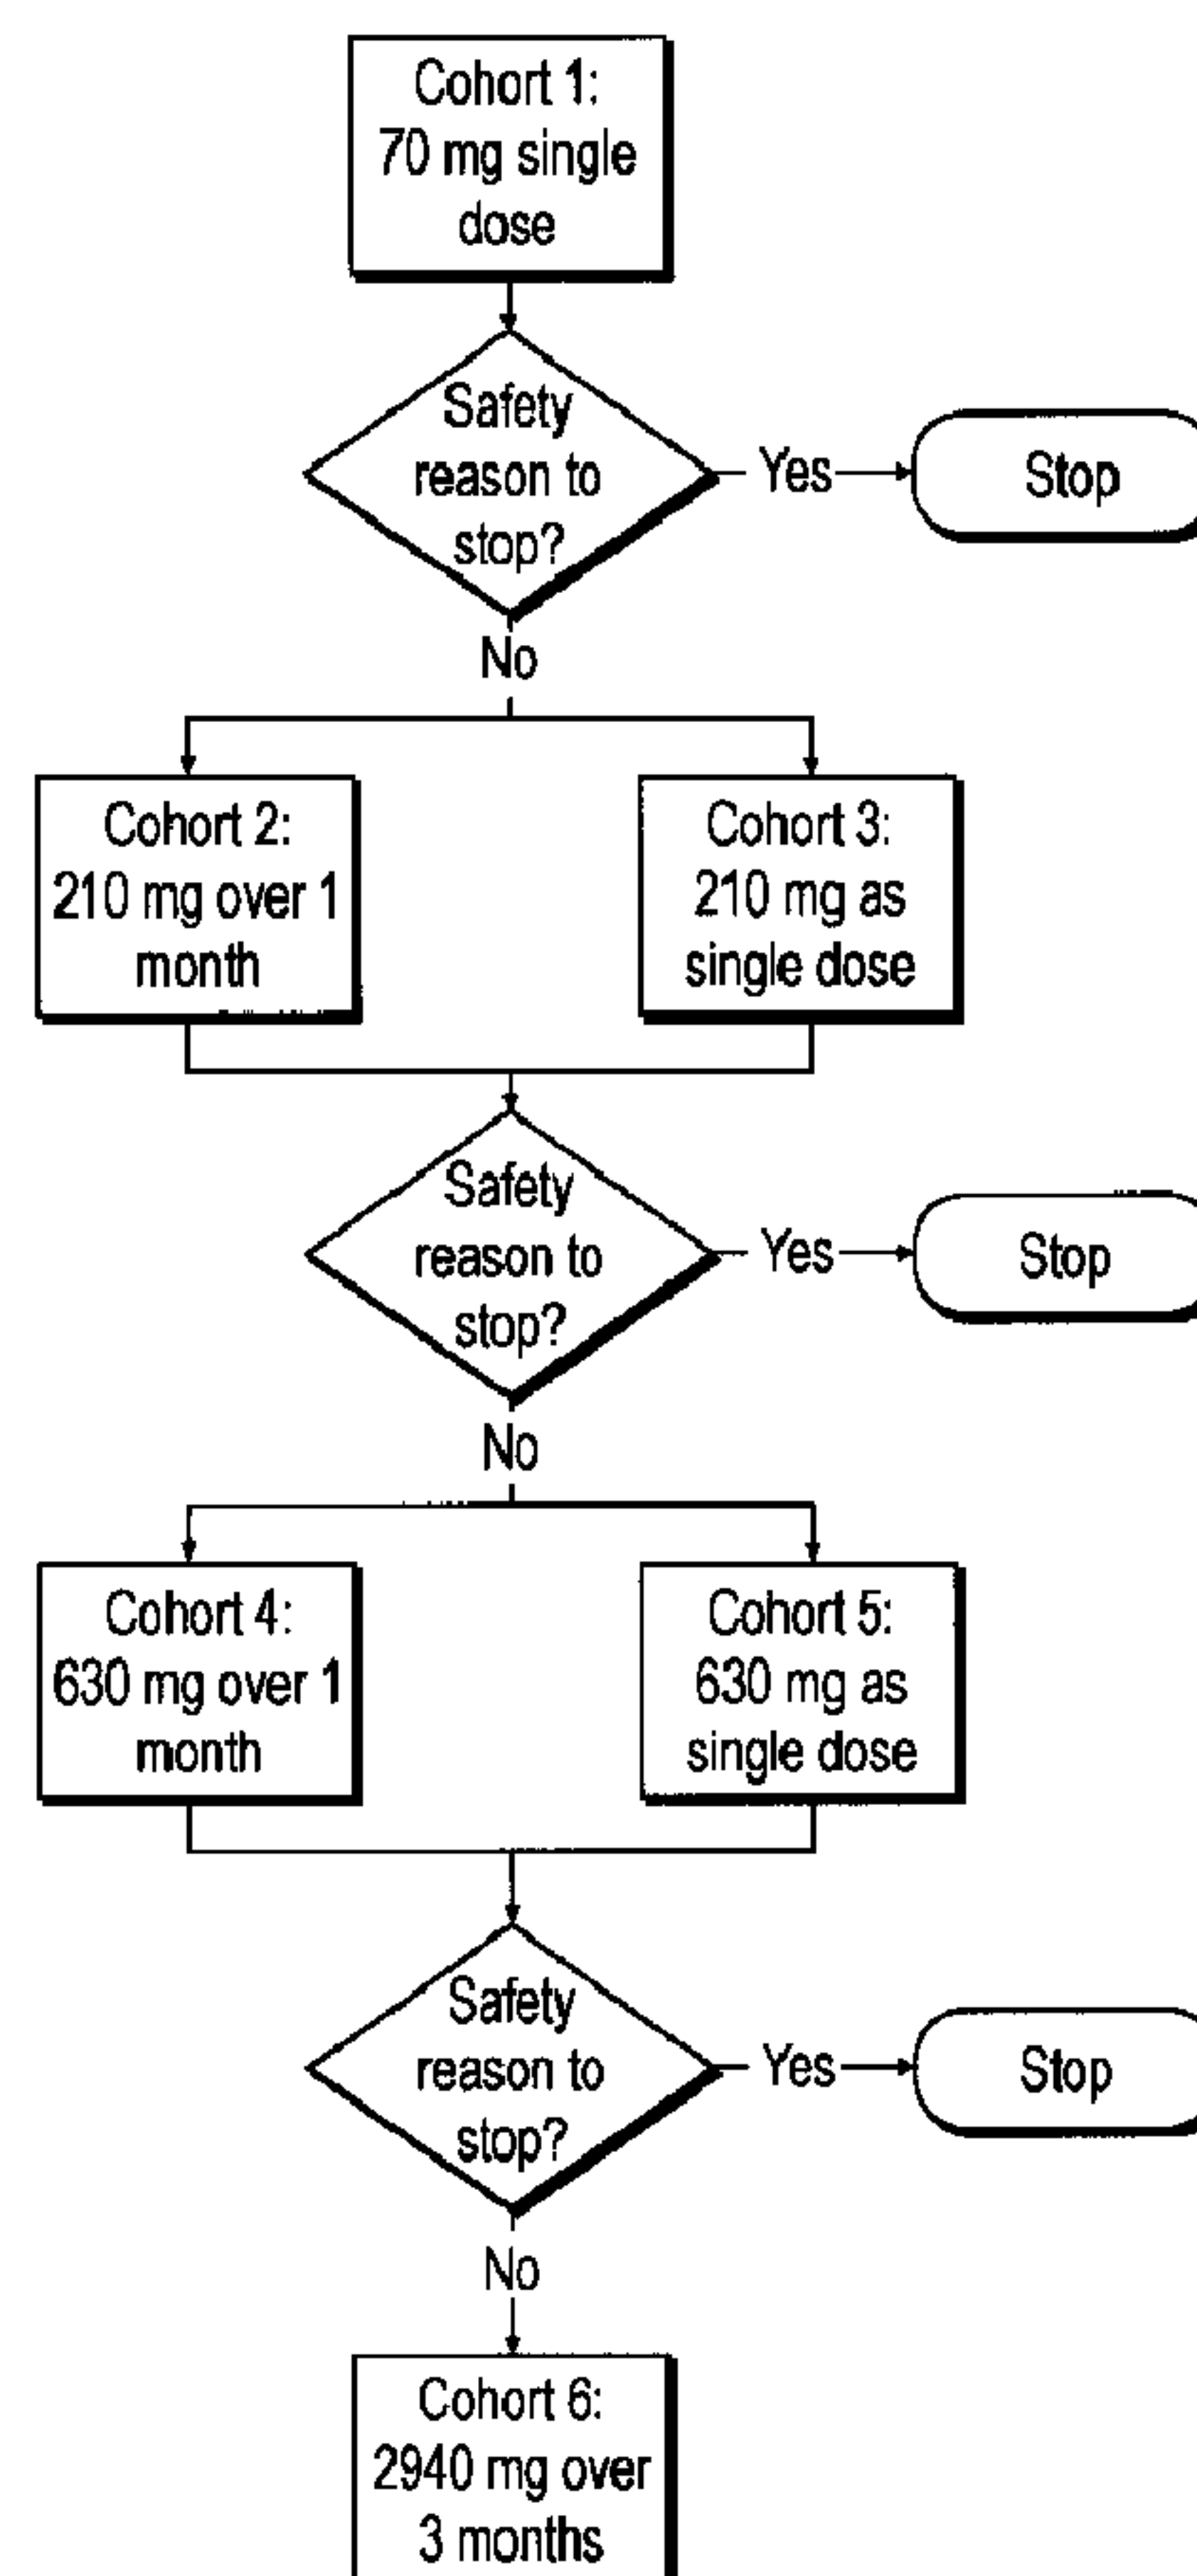 Cohort 1:
70 mg single
dose
Safety
reason to
stop?
Yes
Stop
No
Cohort 2:
210 mg over 1
month
Cohort 3:
210 mg as
single dose
Safety
reason to
stop?
Yes
Stop
No
Cohort 4:
630 mg over 1
month
Cohort 5:
630 mg as
single dose
Safety
reason to
stop?
Yes
Stop
No
Cohort 6:
2940 mg over
3 months